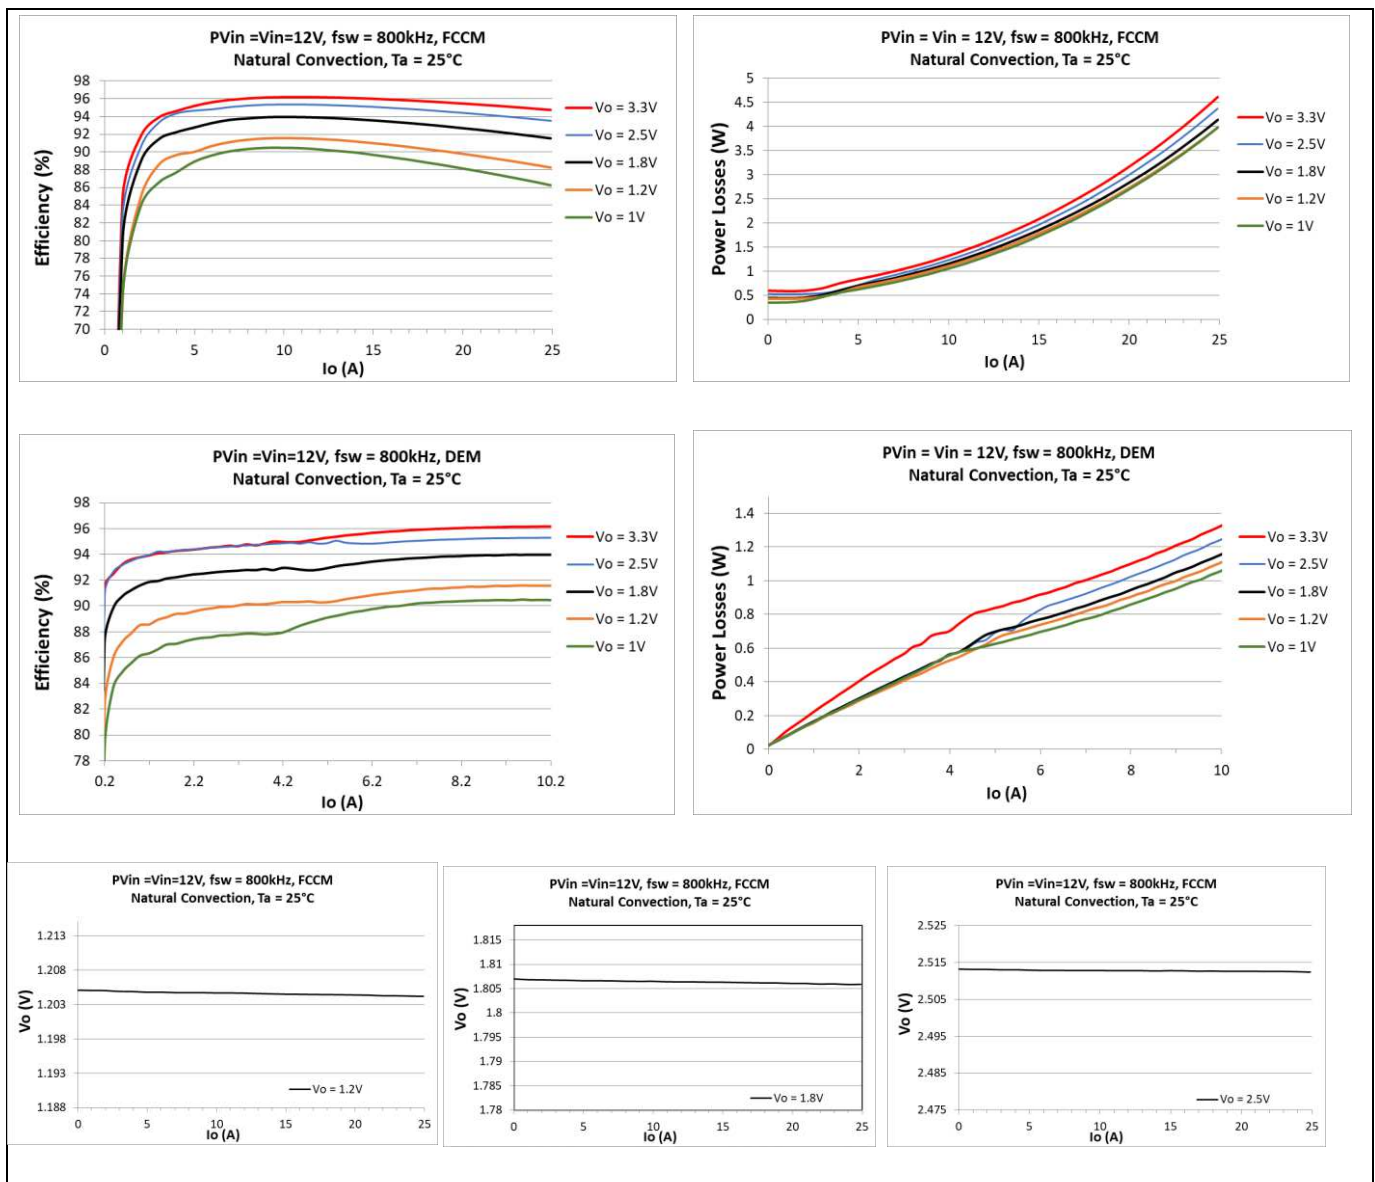 PVin =Vin=12V, fsw = 800kHz, FCCM
Natural Convection, Ta = 25°C
Efficiency (%)
98
96
94
92
90
88
86
84
82
80
78
76
74
72
70
0 5 10 15 20 25
Io (A)
Vo = 3.3V
Vo = 2.5V
Vo = 1.8V
Vo = 1.2V
Vo = 1V
PVin = Vin = 12V, fsw = 800kHz, FCCM
Natural Convection, Ta = 25°C
Power Losses (W)
5
4.5
4
3.5
3
2.5
2
1.5
1
0.5
0
0 5 10 15 20 25
Io (A)
Vo = 3.3V
Vo = 2.5V
Vo = 1.8V
Vo = 1.2V
Vo = 1V
PVin =Vin=12V, fsw = 800kHz, DEM
Natural Convection, Ta = 25°C
Efficiency (%)
98
96
94
92
90
88
86
84
82
80
78
0.2 2.2 4.2 6.2 8.2 10.2
Io (A)
Vo = 3.3V
Vo = 2.5V
Vo = 1.8V
Vo = 1.2V
Vo = 1V
PVin = Vin = 12V, fsw = 800kHz, DEM
Natural Convection, Ta = 25°C
Power Losses (W)
1.4
1.2
1
0.8
0.6
0.4
0.2
0
0 2 4 6 8 10
Io (A)
Vo = 3.3V
Vo = 2.5V
Vo = 1.8V
Vo = 1.2V
Vo = 1V
PVin =Vin=12V, fsw = 800kHz, FCCM
Natural Convection, Ta = 25°C
Vo (V)
1.213
1.208
1.203
1.198
1.193
1.188
Vo = 1.2V
0 5 10 15 20 25
Io (A)
PVin =Vin=12V, fsw = 800kHz, FCCM
Natural Convection, Ta = 25°C
Vo (V)
1.815
1.81
1.805
1.8
1.795
1.79
1.785
1.78
Vo = 1.8V
0 5 10 15 20 25
Io (A)
PVin =Vin=12V, fsw = 800kHz, FCCM
Natural Convection, Ta = 25°C
Vo (V)
2.525
2.515
2.505
2.495
2.485
2.475
Vo = 2.5V
0 5 10 15 20 25
Io (A)